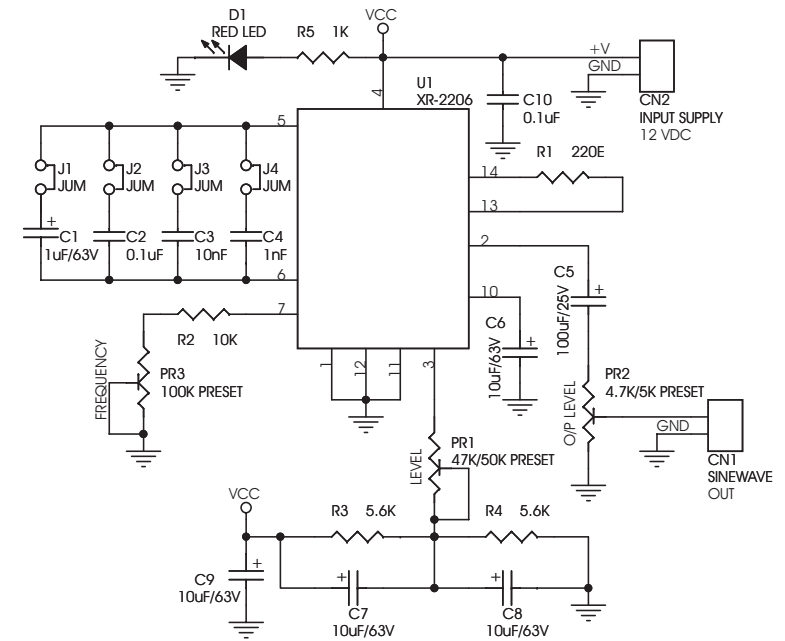 D1
RED LED
R5 1K
VCC
+V
GND
CN2
INPUT SUPPLY
12 VDC
U1
XR-2206
4
C10
0.1uF
5
R1 220E
14
13
J1
JUM
J2
JUM
J3
JUM
J4
JUM
+
C1
1uF/63V
C2
0.1uF
C3
10nF
C4
1nF
6
2
C5
100uF/25V
+
10
C6
10uF/63V
+
7
R2 10K
FREQUENCY
PR3
100K PRESET
1
12
11
3
PR2
4.7K/5K PRESET
O/P LEVEL
GND
CN1
SINEWAVE
OUT
PR1
47K/50K PRESET
LEVEL
VCC
R3 5.6K
R4 5.6K
+
C9
10uF/63V
+
C7
10uF/63V
+
C8
10uF/63V